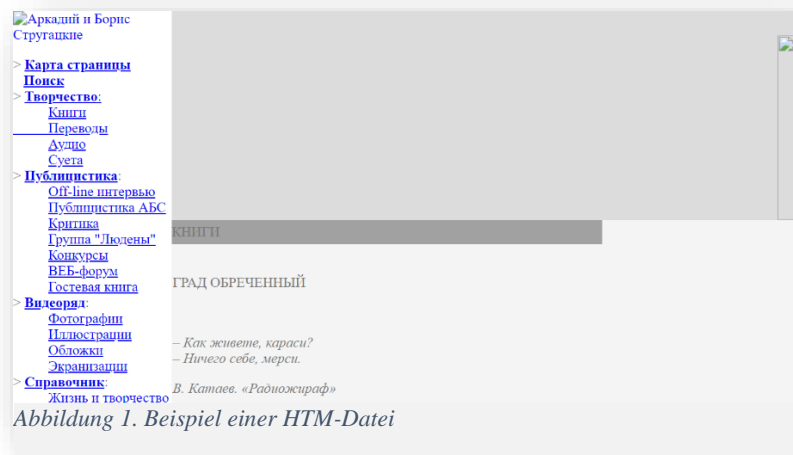 Аркадий и Борис
Стругацкие
> Карта страницы
Поиск
> Творчество:
Книги
Переводы
Аудио
Суета
> Публицистика:
Off-line интервью
Публицистика АБС
Критика
Группа "Людены"
Конкурсы
ВЕБ-форум
Гостевая книга
> Видеоряд:
Фотографии
Иллюстрации
Обложки
Экранизации
> Справочник:
Жизнь и творчество
КНИГИ
ГРАД ОБРЕЧЕННЫЙ
– Как живете, караси?
– Ничего себе, мерси.
В. Катаев. «Радиожираф»
Abbildung 1. Beispiel einer HTM-Datei